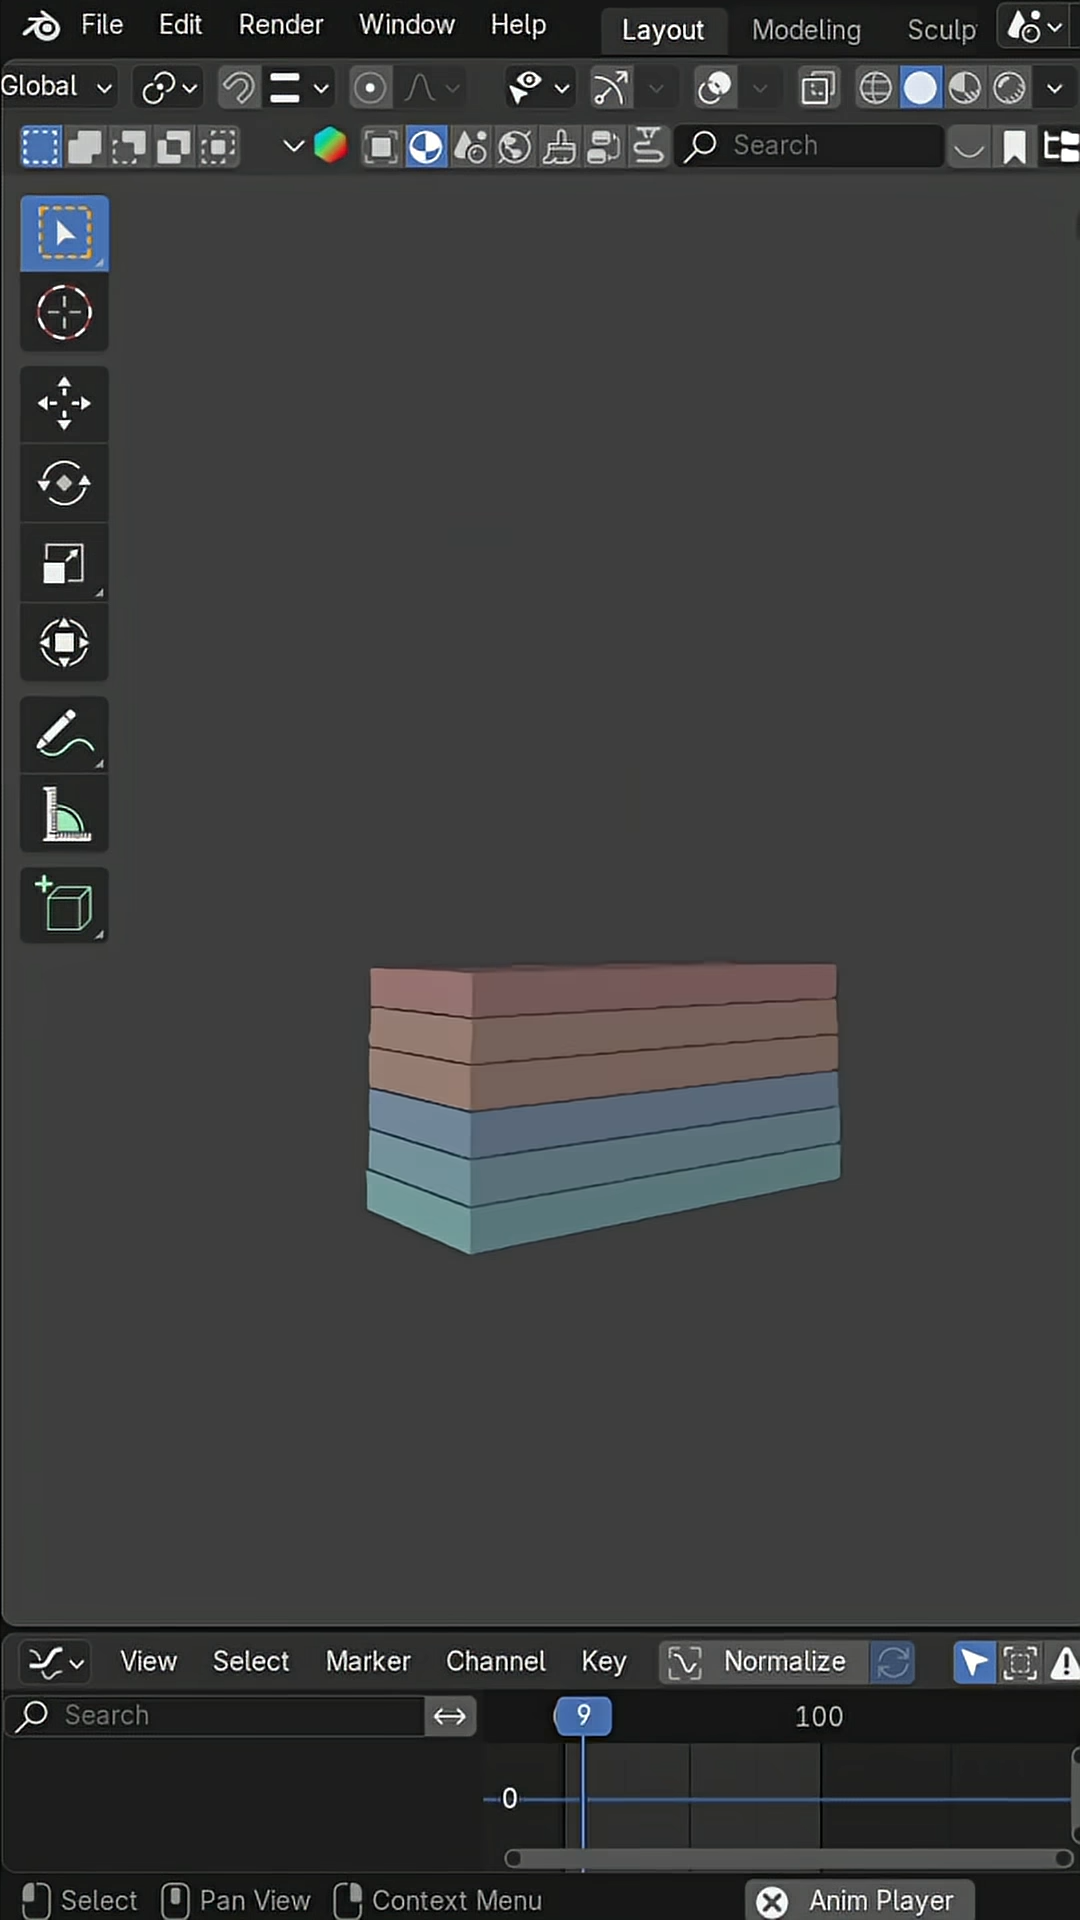 File Edit Render Window Help Layout Modeling Sculp
Global
Search
View Select Marker Channel Key Normalize
Search 9 100
0
Select Pan View Context Menu Anim Player